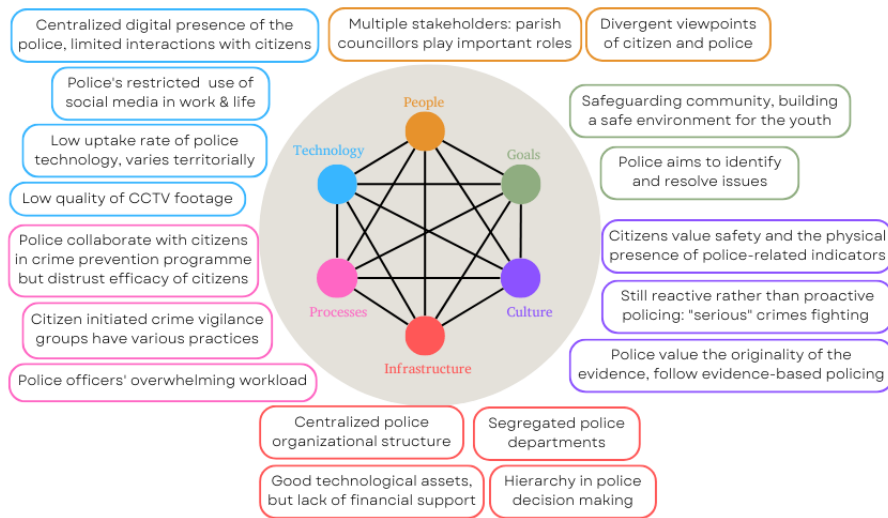 Centralized digital presence of the
police, limited interactions with citizens
Multiple stakeholders: parish
councillors play important roles
Divergent viewpoints
of citizen and police
Police's restricted use of
social media in work & life
Low uptake rate of police
technology, varies territorially
Low quality of CCTV footage
Police collaborate with citizens
in crime prevention programme
but distrust efficacy of citizens
Citizen initiated crime vigilance
groups have various practices
Police officers' overwhelming workload
People
Technology
Goals
Processes
Culture
Infrastructure
Safeguarding community, building
a safe environment for the youth
Police aims to identify
and resolve issues
Citizens value safety and the physical
presence of police-related indicators
Still reactive rather than proactive
policing: "serious" crimes fighting
Police value the originality of the
evidence, follow evidence-based policing
Centralized police
organizational structure
Segregated police
departments
Good technological assets,
but lack of financial support
Hierarchy in police
decision making